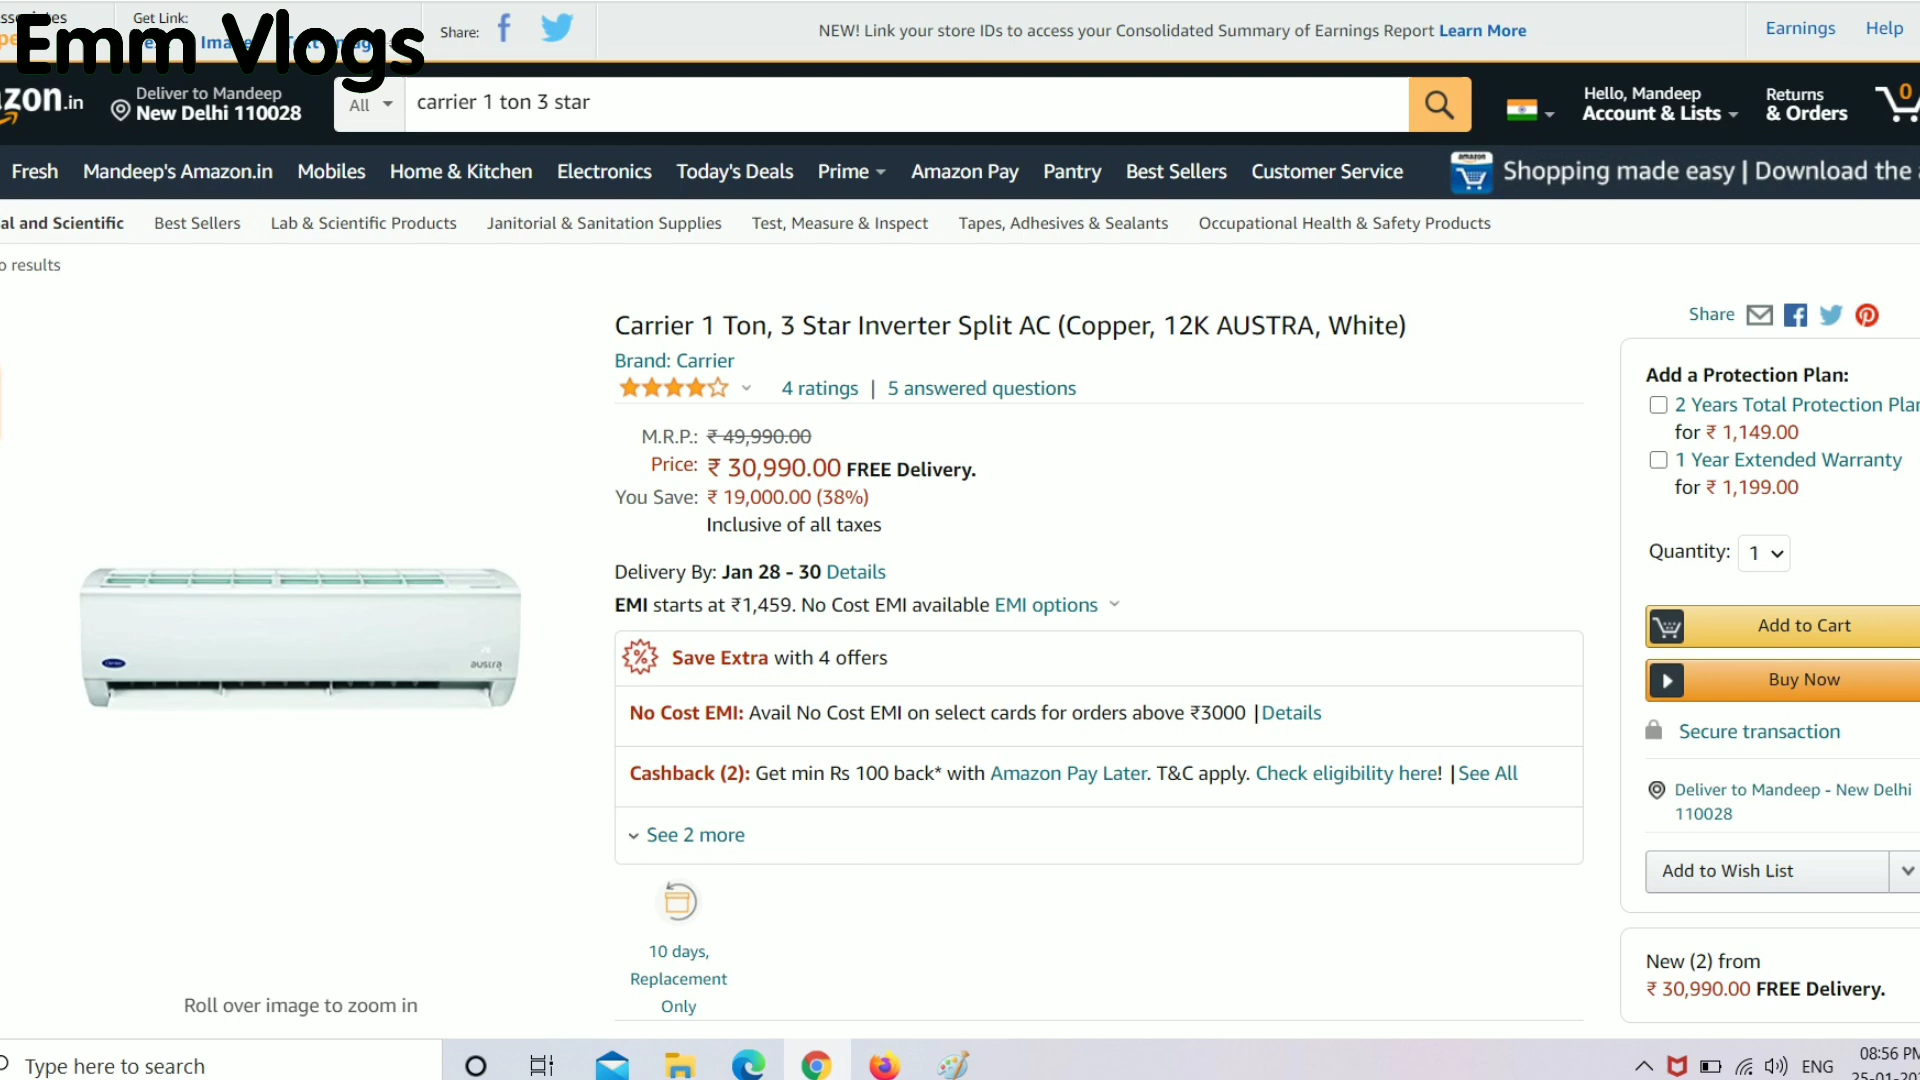 Emm Vlogs
Get Link:
Share:
NEW! Link your store IDs to access your Consolidated Summary of Earnings Report Learn More
Earnings
Help
zon.in
Deliver to Mandeep
New Delhi 110028
All
carrier 1 ton 3 star
Hello, Mandeep
Account & Lists
Returns
& Orders
0
Fresh
Mandeep's Amazon.in
Mobiles
Home & Kitchen
Electronics
Today's Deals
Prime
Amazon Pay
Pantry
Best Sellers
Customer Service
amazon
Shopping made easy | Download the
al and Scientific
Best Sellers
Lab & Scientific Products
Janitorial & Sanitation Supplies
Test, Measure & Inspect
Tapes, Adhesives & Sealants
Occupational Health & Safety Products
o results
Carrier 1 Ton, 3 Star Inverter Split AC (Copper, 12K AUSTRA, White)
Brand: Carrier
4 ratings | 5 answered questions
M.R.P.: ₹ 49,990.00
Price: ₹ 30,990.00 FREE Delivery.
You Save: ₹ 19,000.00 (38%)
Inclusive of all taxes
Delivery By: Jan 28 - 30 Details
EMI starts at ₹1,459. No Cost EMI available EMI options
Save Extra with 4 offers
No Cost EMI: Avail No Cost EMI on select cards for orders above ₹3000 | Details
Cashback (2): Get min Rs 100 back* with Amazon Pay Later. T&C apply. Check eligibility here! | See All
See 2 more
10 days,
Replacement
Only
austra
Roll over image to zoom in
Share
Add a Protection Plan:
2 Years Total Protection Plan
for ₹ 1,149.00
1 Year Extended Warranty
for ₹ 1,199.00
Quantity: 1
Add to Cart
Buy Now
Secure transaction
Deliver to Mandeep - New Delhi
110028
Add to Wish List
New (2) from
₹ 30,990.00 FREE Delivery.
Type here to search
ENG
08:56 PM